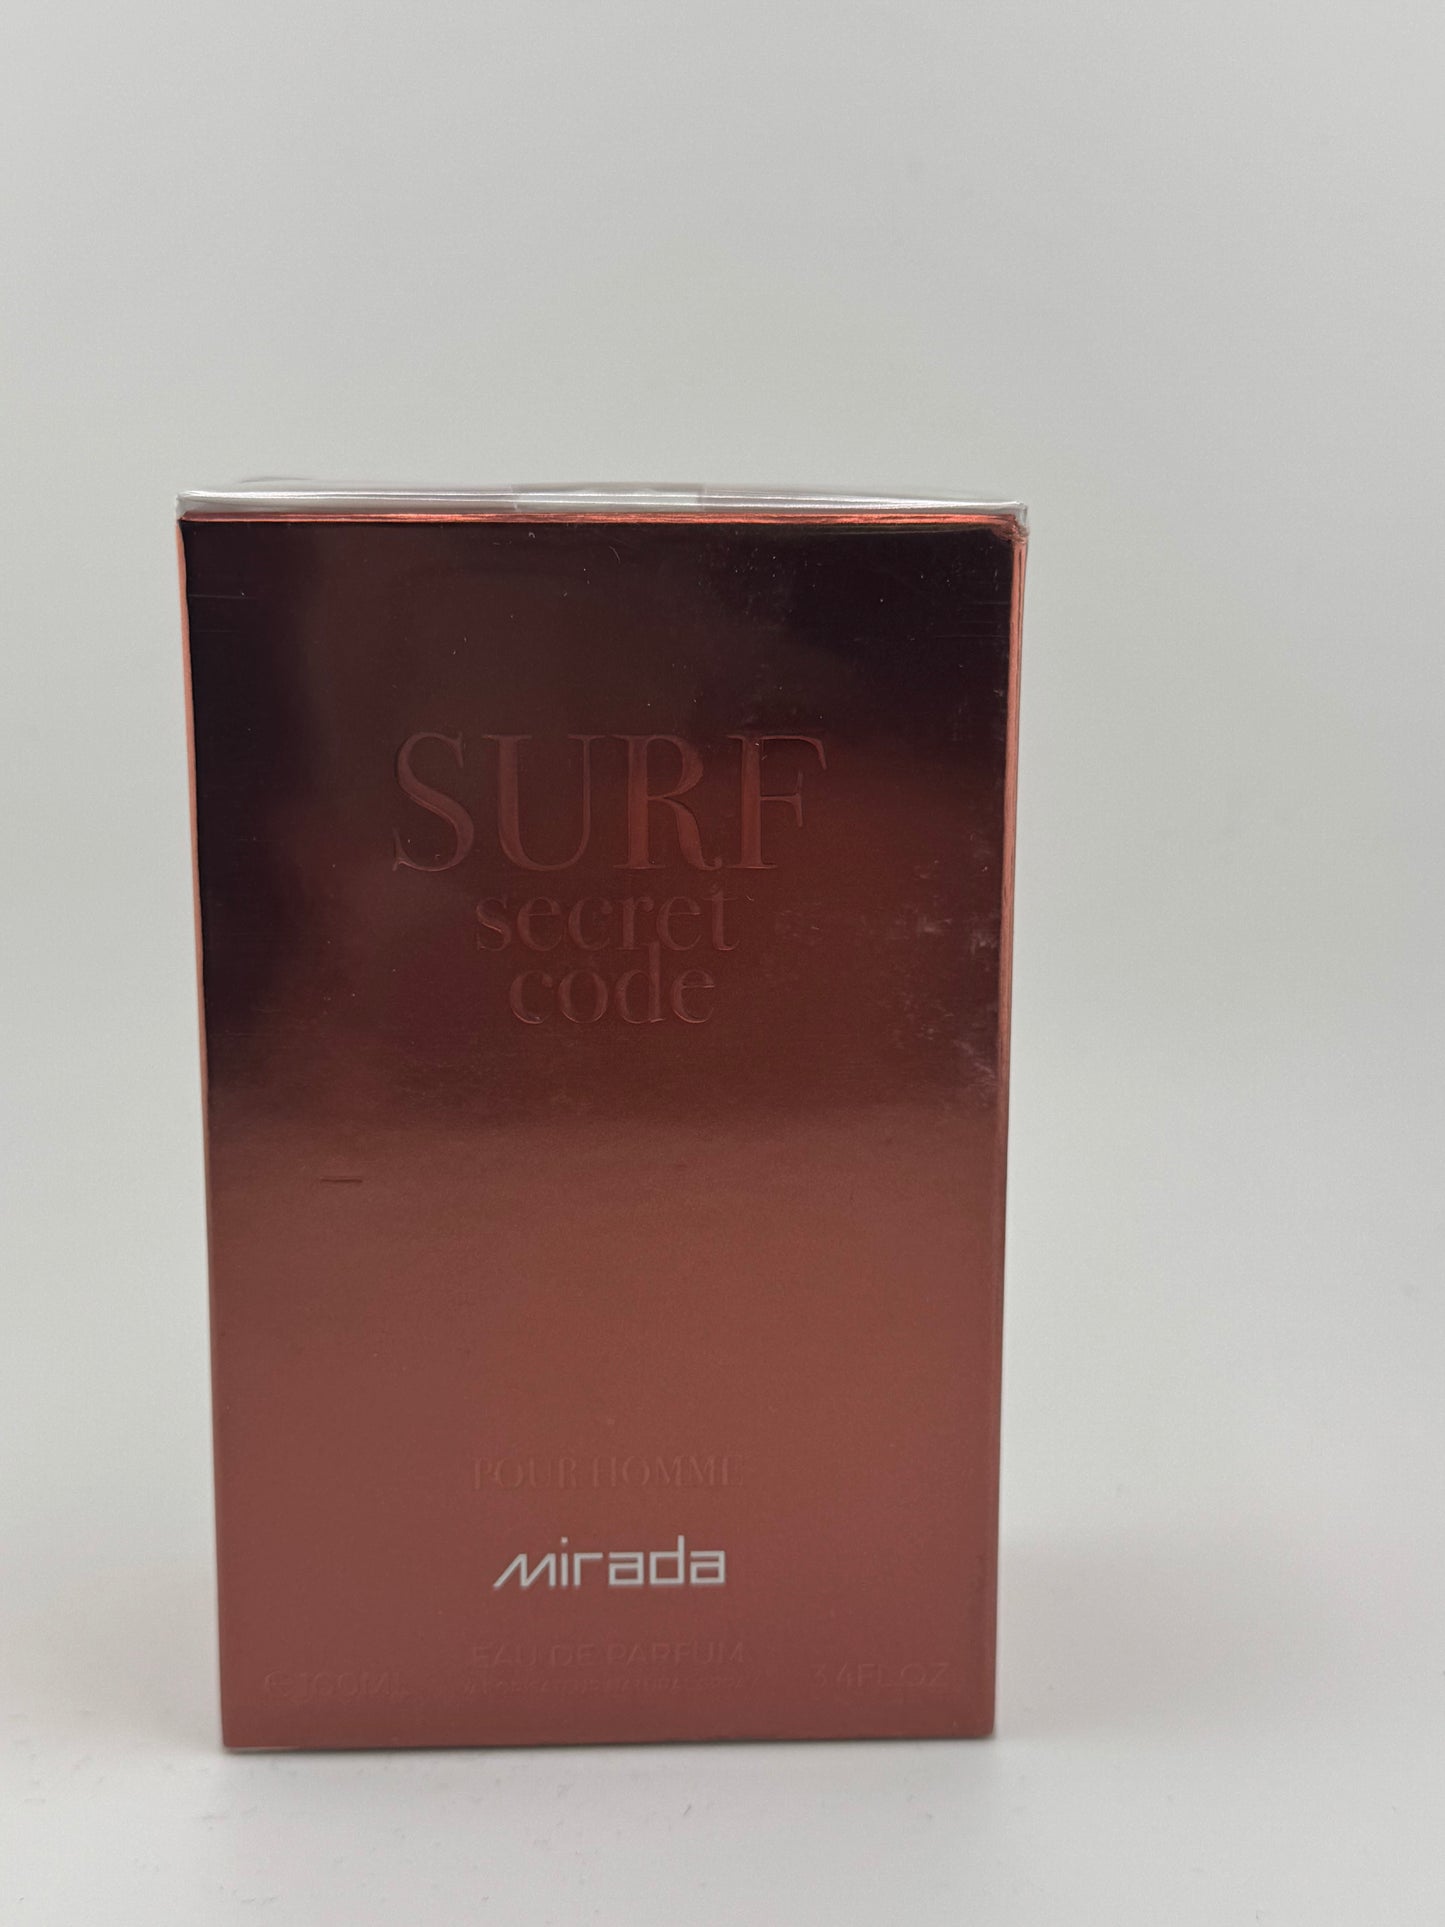 SURF
secret
code
POUR HOMME
mirada
EAU DE PARFUM
℮100ML
3.4FL.OZ